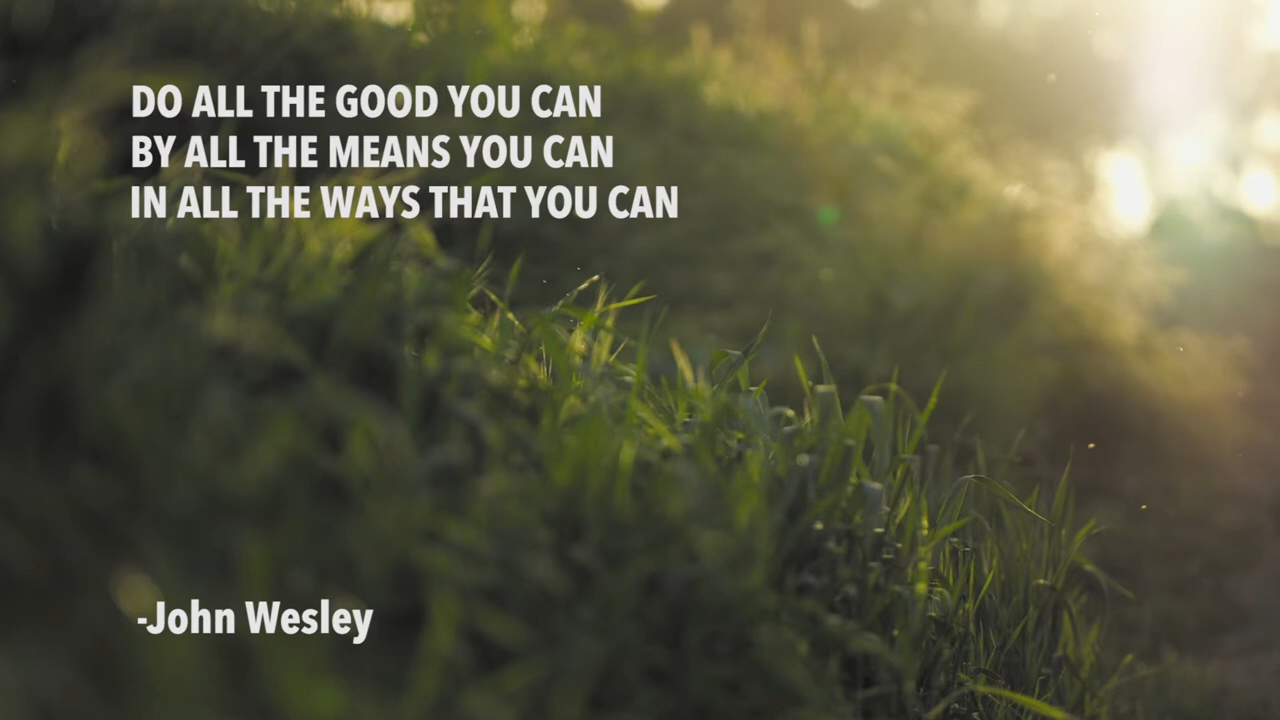 DO ALL THE GOOD YOU CAN
BY ALL THE MEANS YOU CAN
IN ALL THE WAYS THAT YOU CAN
-John Wesley